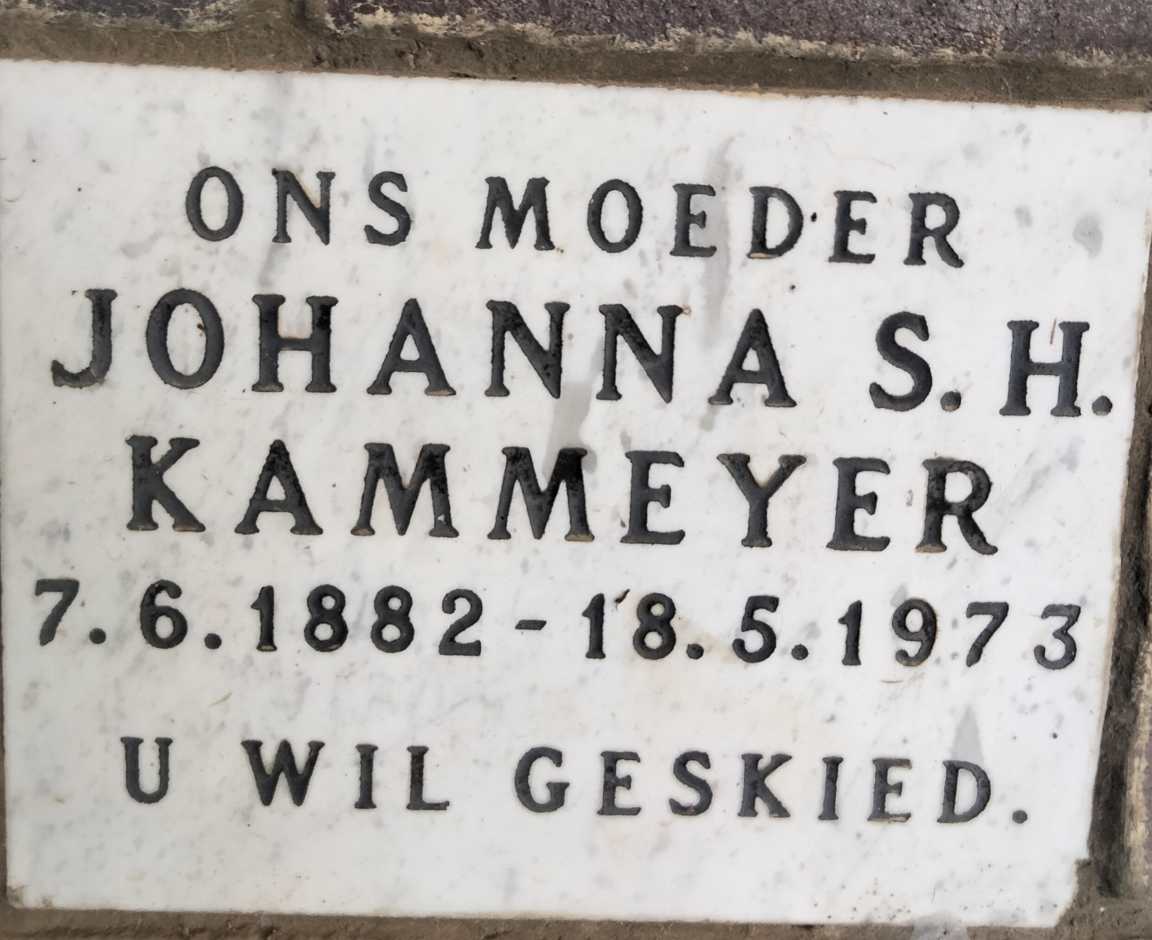 ONS MOEDER
JOHANNA S.H.
KAMMEYER
7.6.1882 - 18.5.1973
U WIL GESKIED.